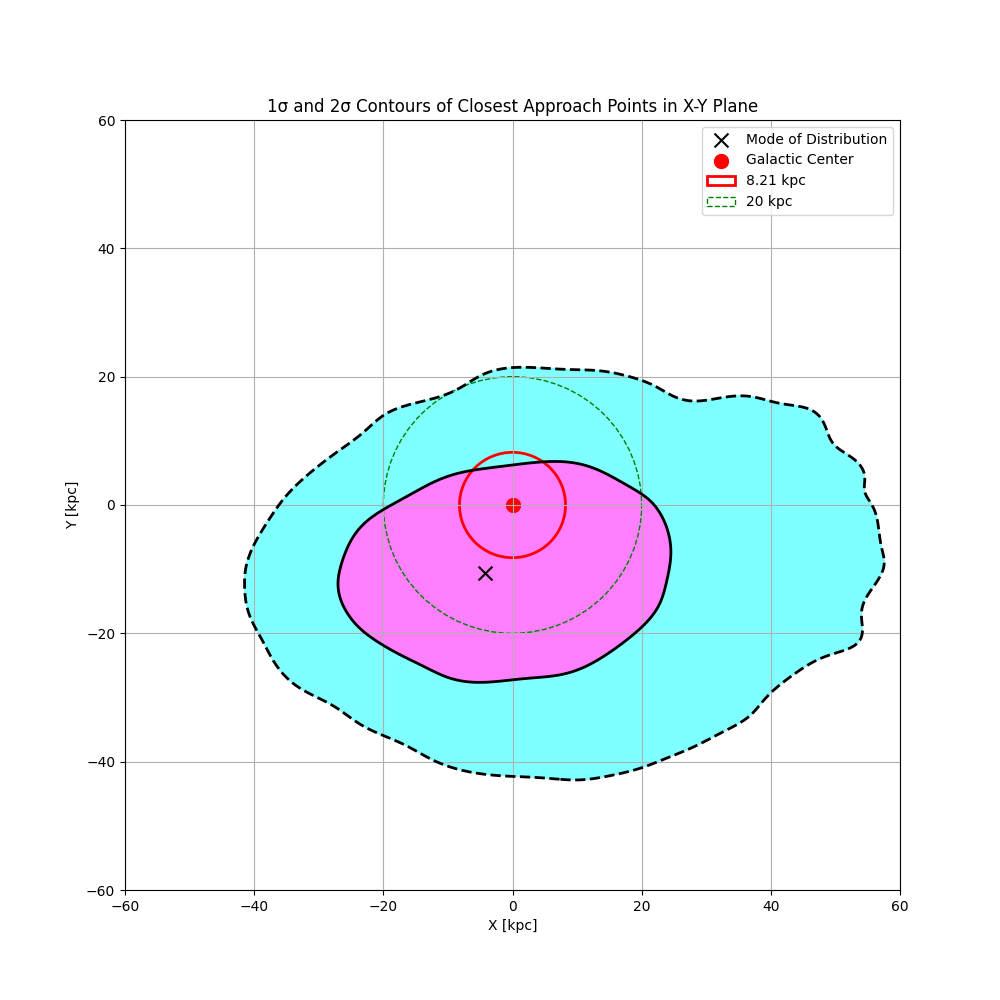 1σ and 2σ Contours of Closest Approach Points in X-Y Plane
Mode of Distribution
Galactic Center
8.21 kpc
20 kpc
60
40
20
0
−20
−40
−60
Y [kpc]
−60 −40 −20 0 20 40 60
X [kpc]